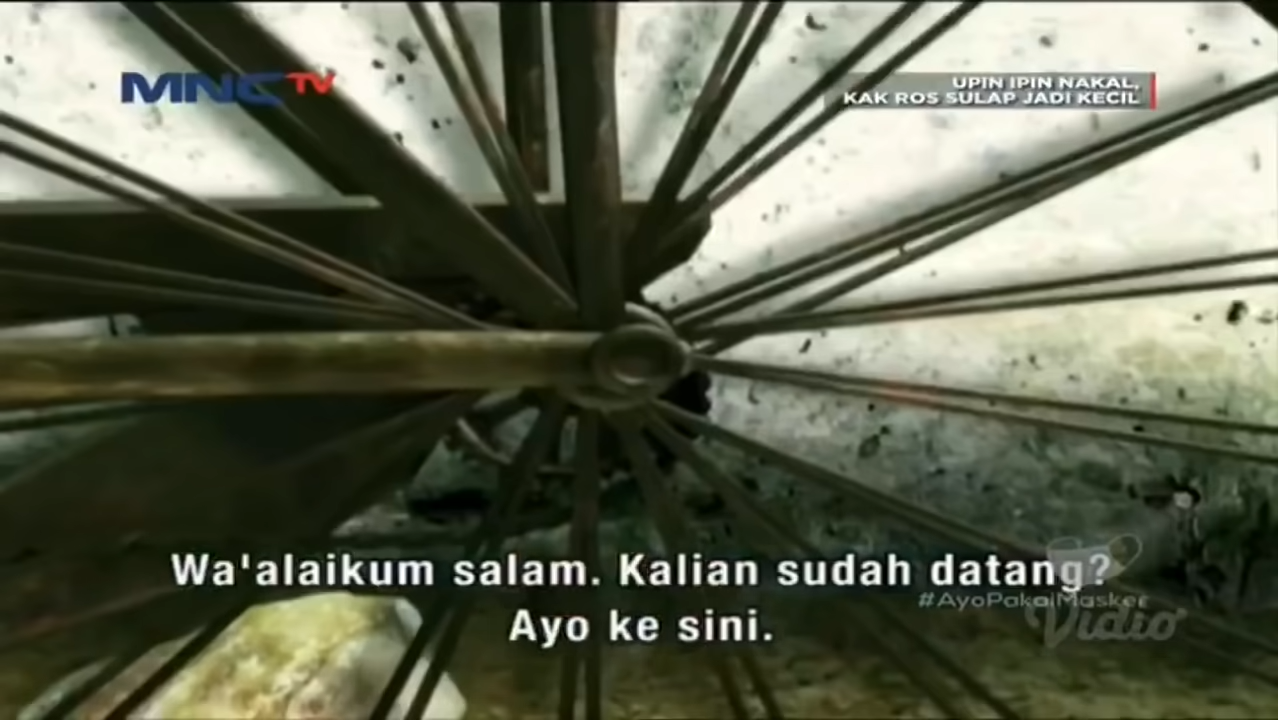 MNCTV
UPIN IPIN NAKAL,
KAK ROS SULAP JADI KECIL
Wa'alaikum salam. Kalian sudah datang?
#AyoPakaiMasker
Ayo ke sini.
Vidio